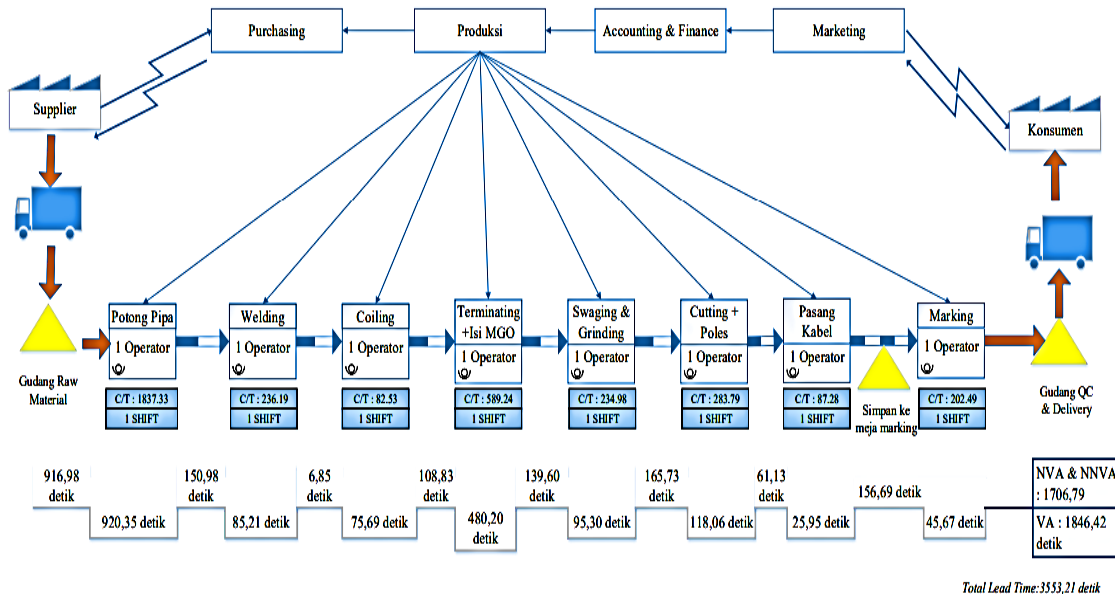 Purchasing
Produksi
Accounting & Finance
Marketing
Supplier
Konsumen
Potong Pipa
1 Operator
C/T : 1837.33
1 SHIFT
Welding
1 Operator
C/T : 236.19
1 SHIFT
Coiling
1 Operator
C/T : 82.53
1 SHIFT
Terminating
+Isi MGO
1 Operator
C/T : 589.24
1 SHIFT
Swaging &
Grinding
1 Operator
C/T : 234.98
1 SHIFT
Cutting +
Poles
1 Operator
C/T : 283.79
1 SHIFT
Pasang
Kabel
1 Operator
C/T : 87.28
1 SHIFT
Marking
1 Operator
C/T : 202.49
1 SHIFT
Gudang Raw
Material
Simpan ke
meja marking
Gudang QC
& Delivery
916,98
detik
920,35 detik
150,98
detik
85,21 detik
6,85
detik
75,69 detik
108,83
detik
480,20
detik
139,60
detik
95,30 detik
165,73
detik
118,06 detik
61,13
detik
25,95 detik
156,69 detik
45,67 detik
NVA & NNVA
: 1706,79
VA : 1846,42
detik
Total Lead Time:3553,21 detik